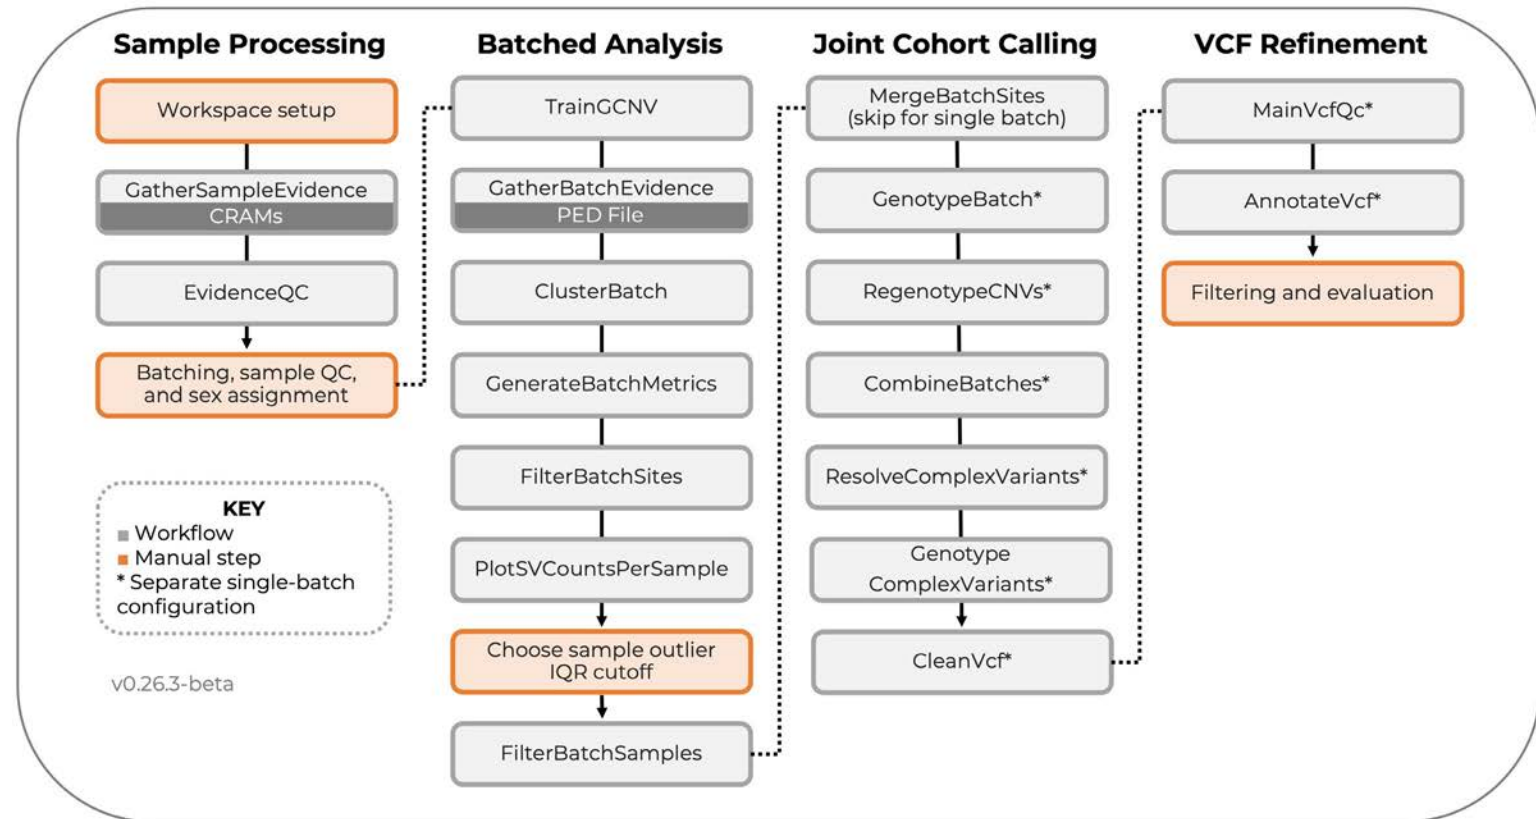 Sample Processing
Workspace setup
GatherSampleEvidence
CRAMs
EvidenceQC
Batching, sample QC,
and sex assignment
KEY
Workflow
Manual step
* Separate single-batch
configuration
v0.26.3-beta
Batched Analysis
TrainGCNV
GatherBatchEvidence
PED File
ClusterBatch
GenerateBatchMetrics
FilterBatchSites
PlotSVCountsPerSample
Choose sample outlier
IQR cutoff
FilterBatchSamples
Joint Cohort Calling
MergeBatchSites
(skip for single batch)
GenotypeBatch*
RegenotypeCNVs*
CombineBatches*
ResolveComplexVariants*
Genotype
ComplexVariants*
CleanVcf*
VCF Refinement
MainVcfQc*
AnnotateVcf*
Filtering and evaluation